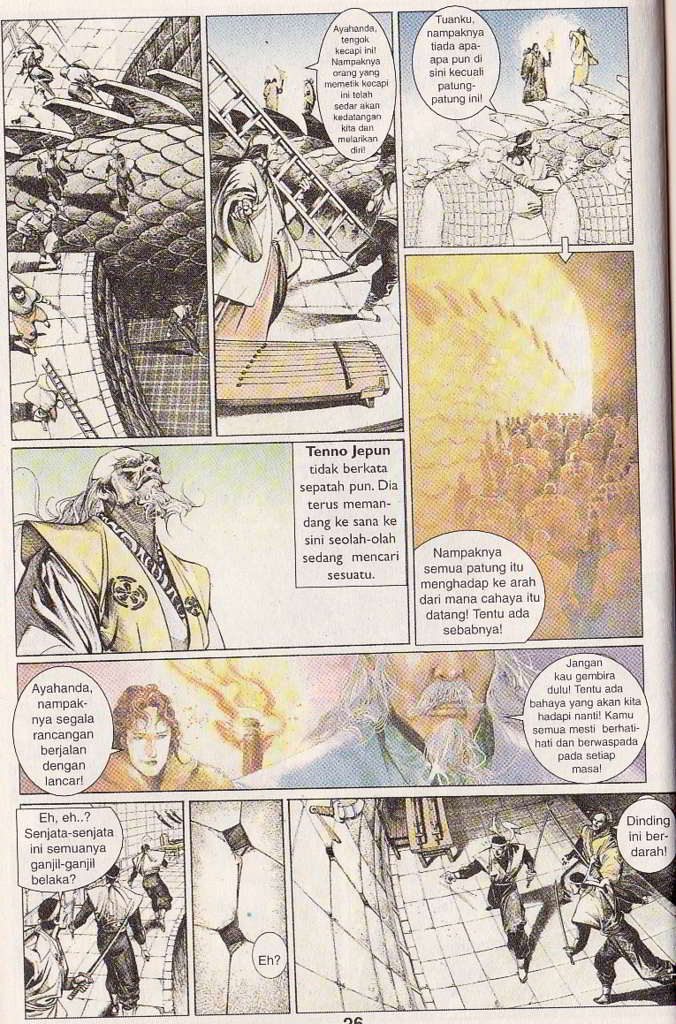 Ayahanda,
tengok
kecapi ini!
Nampaknya
orang yang
memetik kecapi
ini telah
sedar akan
kedatangan
kita dan
melarikan
diri!
Tuanku,
nampaknya
tiada apa-
apa pun di
sini kecuali
patung-
patung ini!
Nampaknya
semua patung itu
menghadap ke arah
dari mana cahaya itu
datang! Tentu ada
sebabnya!
Tenno Jepun
tidak berkata
sepatah pun. Dia
terus meman-
dang ke sana ke
sini seolah-olah
sedang mencari
sesuatu.
Ayahanda,
nampak-
nya segala
rancangan
berjalan
dengan
lancar!
Jangan
kau gembira
dulu! Tentu ada
bahaya yang akan kita
hadapi nanti! Kamu
semua mesti berhati-
hati dan berwaspada
pada setiap
masa!
Eh, eh..?
Senjata-senjata
ini semuanya
ganjil-ganjil
belaka?
Eh?
Dinding
ini ber-
darah!
26